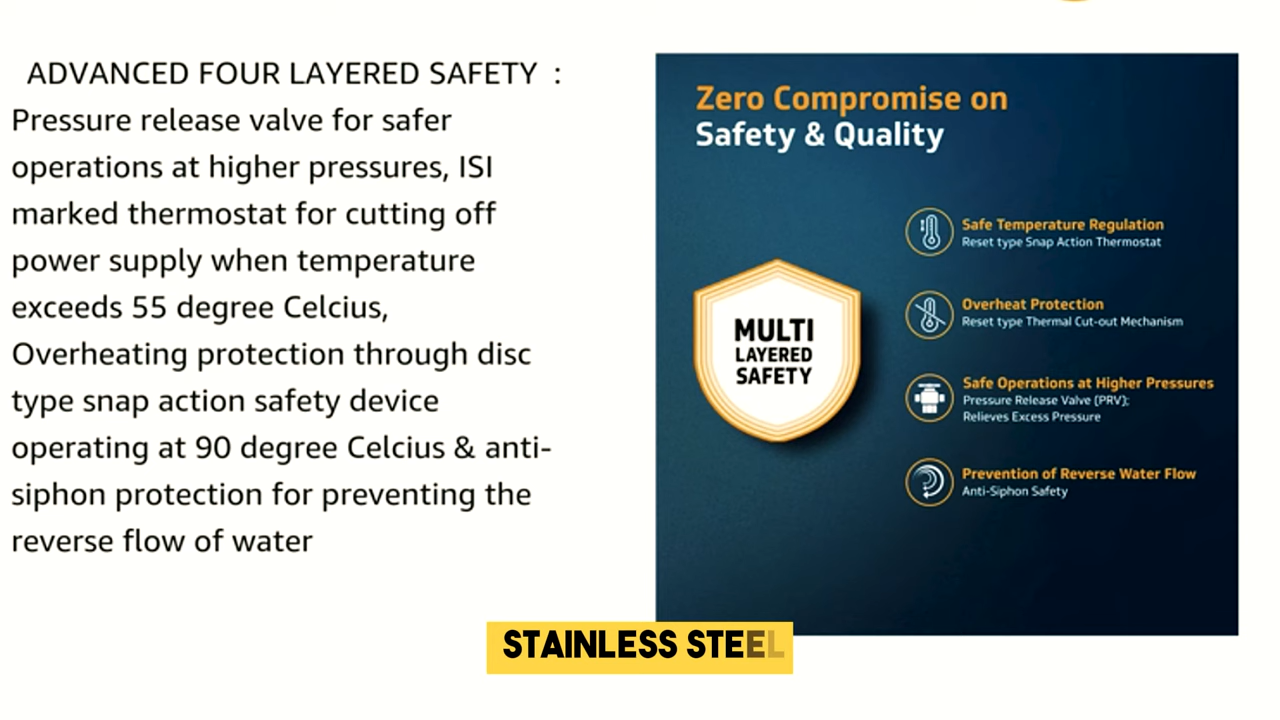 ADVANCED FOUR LAYERED SAFETY :
Pressure release valve for safer
operations at higher pressures, ISI
marked thermostat for cutting off
power supply when temperature
exceeds 55 degree Celcius,
Overheating protection through disc
type snap action safety device
operating at 90 degree Celcius & anti-
siphon protection for preventing the
reverse flow of water
Zero Compromise on
Safety & Quality
MULTI
LAYERED
SAFETY
Safe Temperature Regulation
Reset type Snap Action Thermostat
Overheat Protection
Reset type Thermal Cut-out Mechanism
Safe Operations at Higher Pressures
Pressure Release Valve (PRV);
Relieves Excess Pressure
Prevention of Reverse Water Flow
Anti-Siphon Safety
STAINLESS STEEL